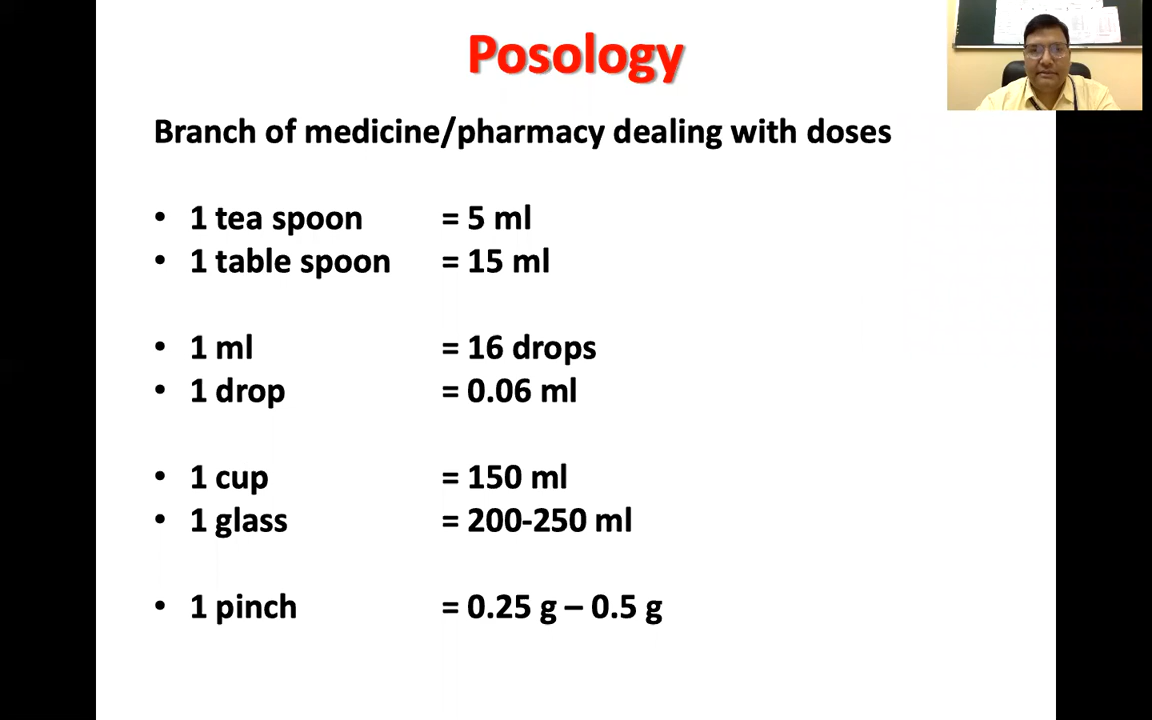 Posology
Branch of medicine/pharmacy dealing with doses
• 1 tea spoon = 5 ml
• 1 table spoon = 15 ml
• 1 ml = 16 drops
• 1 drop = 0.06 ml
• 1 cup = 150 ml
• 1 glass = 200-250 ml
• 1 pinch = 0.25 g – 0.5 g